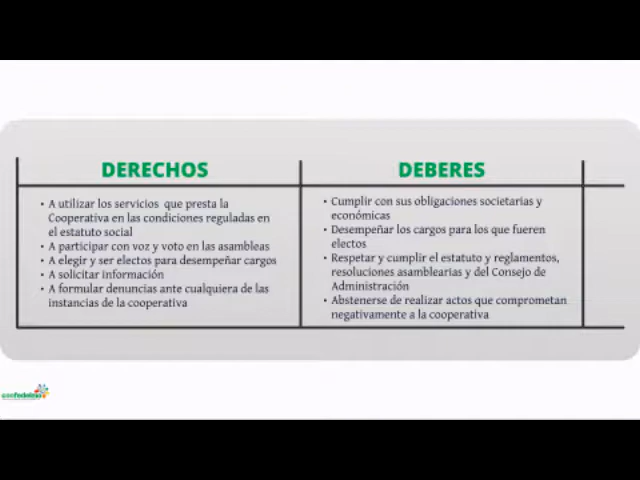 DERECHOS
• A utilizar los servicios que presta la
Cooperativa en las condiciones reguladas en
el estatuto social
• A participar con voz y voto en las asambleas
• A elegir y ser electos para desempeñar cargos
• A solicitar información
• A formular denuncias ante cualquiera de las
instancias de la cooperativa
DEBERES
• Cumplir con sus obligaciones societarias y
económicas
• Desempeñar los cargos para los que fueren
electos
• Respetar y cumplir el estatuto y reglamentos,
resoluciones asamblearias y del Consejo de
Administración
• Abstenerse de realizar actos que comprometan
negativamente a la cooperativa